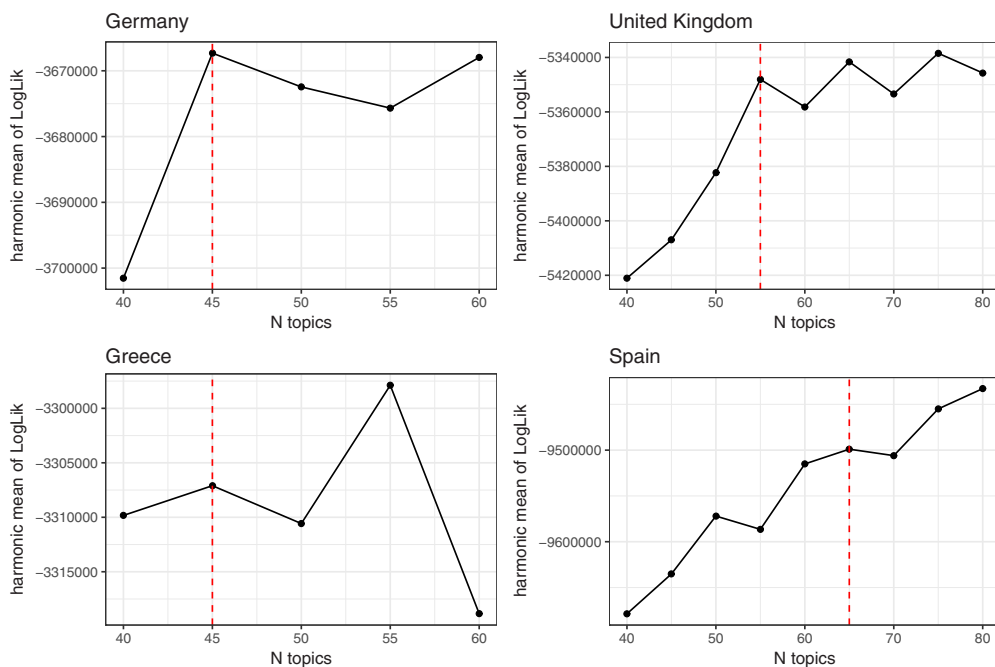 Germany
harmonic mean of LogLik
−3670000
−3680000
−3690000
−3700000
40 45 50 55 60
N topics
United Kingdom
harmonic mean of LogLik
−5340000
−5360000
−5380000
−5400000
−5420000
40 50 60 70 80
N topics
Greece
harmonic mean of LogLik
−3300000
−3305000
−3310000
−3315000
40 45 50 55 60
N topics
Spain
harmonic mean of LogLik
−9500000
−9600000
40 50 60 70 80
N topics